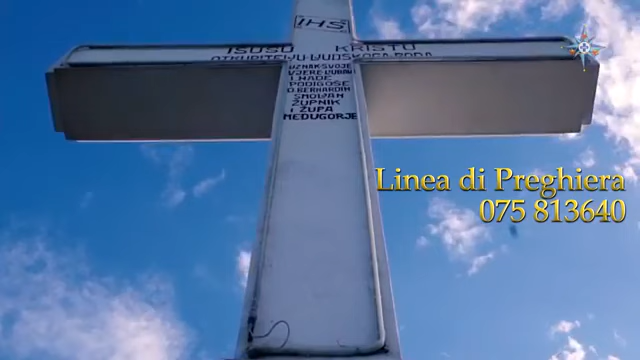 IHS
ISUSU KRISTU
OTKUPITELJU LJUDSKOGA RODA
U ZNAK SVOJE
VJERE LJUBAVI
I NADE
PODIGOŠE
O. BERNARDIN
SMOLJAN
ŽUPNIK
I ŽUPA
MEĐUGORJE
Linea di Preghiera
075 813640